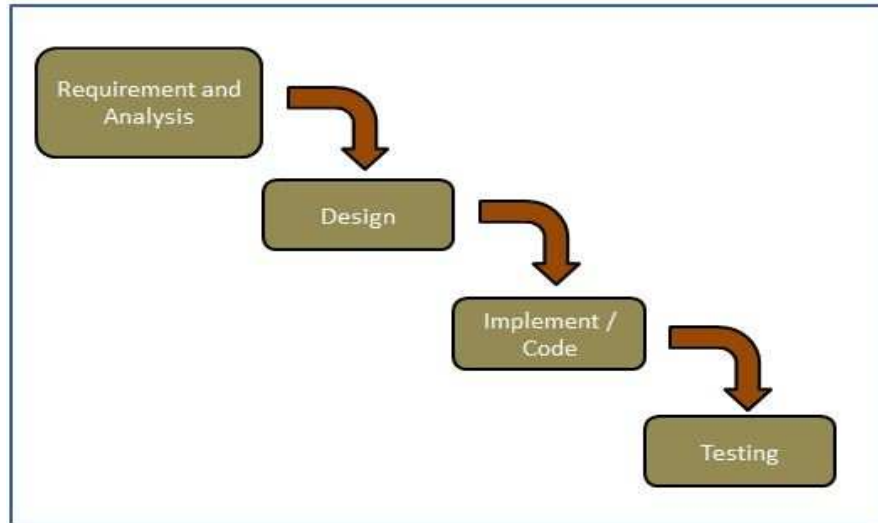 Requirement and
Analysis
Design
Implement /
Code
Testing